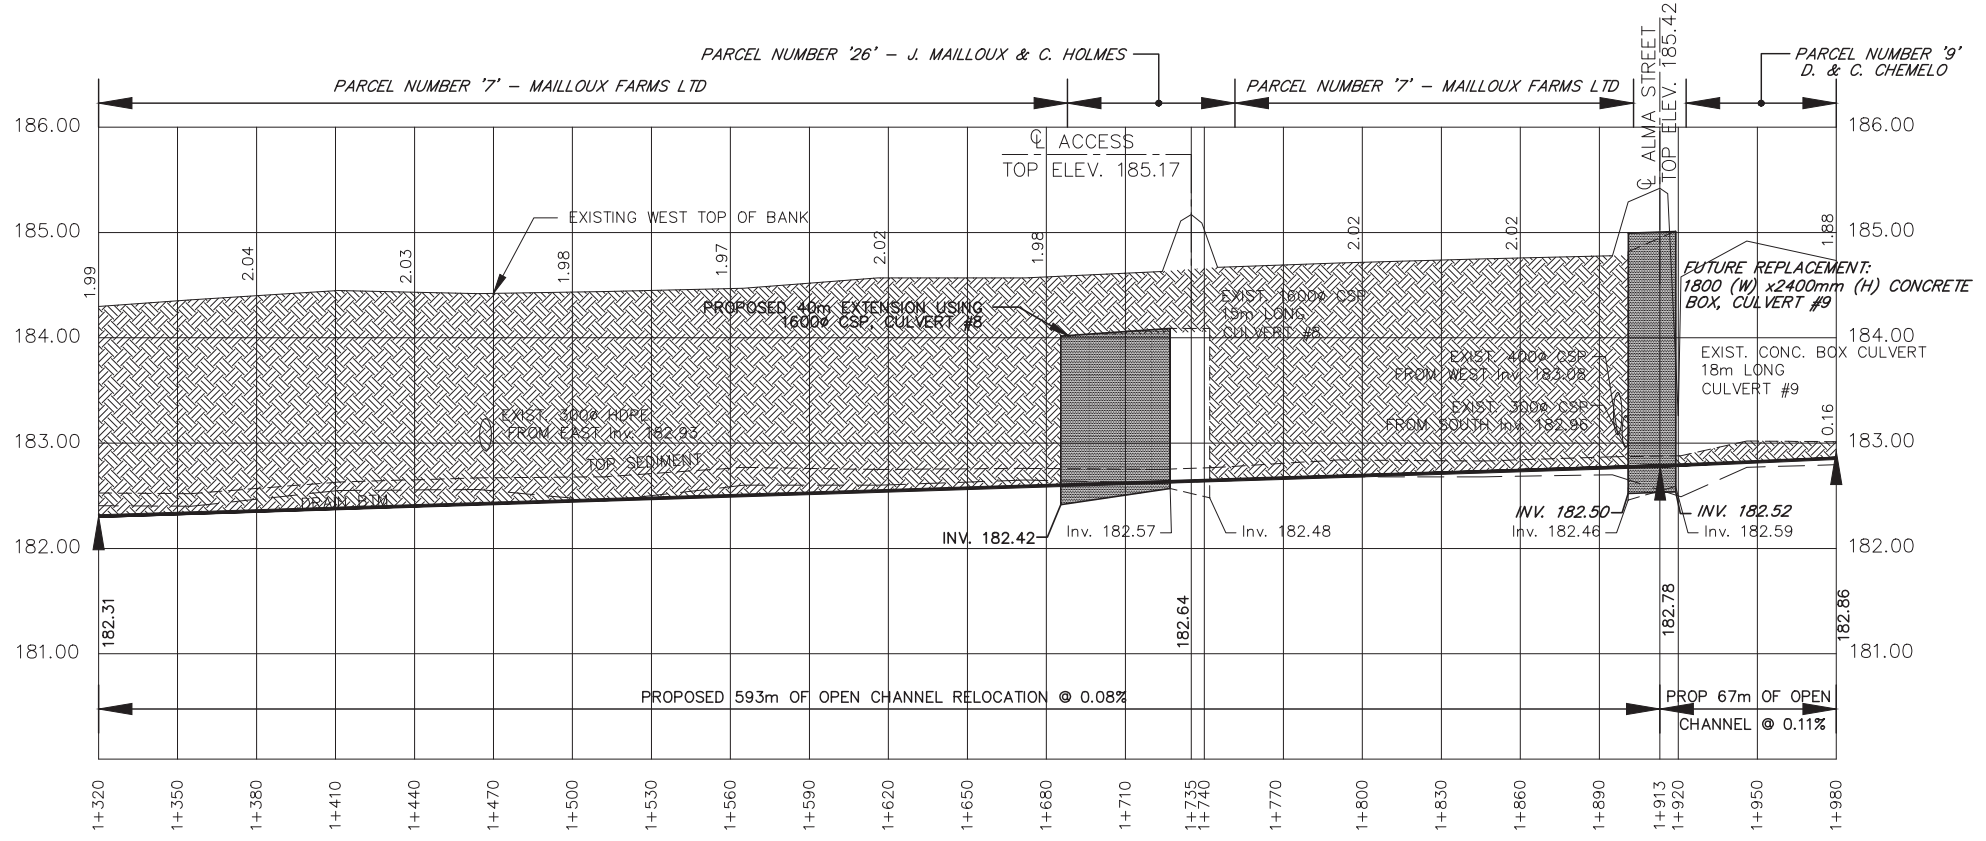 PARCEL NUMBER '26' - J. MAILLOUX & C. HOLMES
PARCEL NUMBER '7' - MAILLOUX FARMS LTD
PARCEL NUMBER '7' - MAILLOUX FARMS LTD
PARCEL NUMBER '9'
D. & C. CHEMELO
℄ ALMA STREET
TOP ELEV. 185.42
186.00
186.00
℄ ACCESS
TOP ELEV. 185.17
EXISTING WEST TOP OF BANK
185.00
185.00
1.99
2.04
2.03
1.98
1.97
2.02
1.98
2.02
2.02
1.88
FUTURE REPLACEMENT:
1800 (W) x2400mm (H) CONCRETE
BOX, CULVERT #9
PROPOSED 40m EXTENSION USING
1600ø CSP, CULVERT #8
EXIST. 1600ø CSP
15m LONG
CULVERT #8
184.00
184.00
EXIST. 400ø CSP
FROM WEST Inv. 183.08
EXIST. CONC. BOX CULVERT
18m LONG
CULVERT #9
EXIST. 300ø HDPE
FROM EAST Inv. 182.93
EXIST. 300ø CSP
FROM SOUTH Inv. 182.96
0.16
183.00
183.00
TOP SEDIMENT
DRAIN BTM.
INV. 182.42
Inv. 182.57
Inv. 182.48
INV. 182.50
Inv. 182.46
INV. 182.52
Inv. 182.59
182.00
182.00
182.31
182.64
182.78
182.86
181.00
181.00
PROPOSED 593m OF OPEN CHANNEL RELOCATION @ 0.08%
PROP 67m OF OPEN
CHANNEL @ 0.11%
1+320
1+350
1+380
1+410
1+440
1+470
1+500
1+530
1+560
1+590
1+620
1+650
1+680
1+710
1+735
1+740
1+770
1+800
1+830
1+860
1+890
1+913
1+920
1+950
1+980